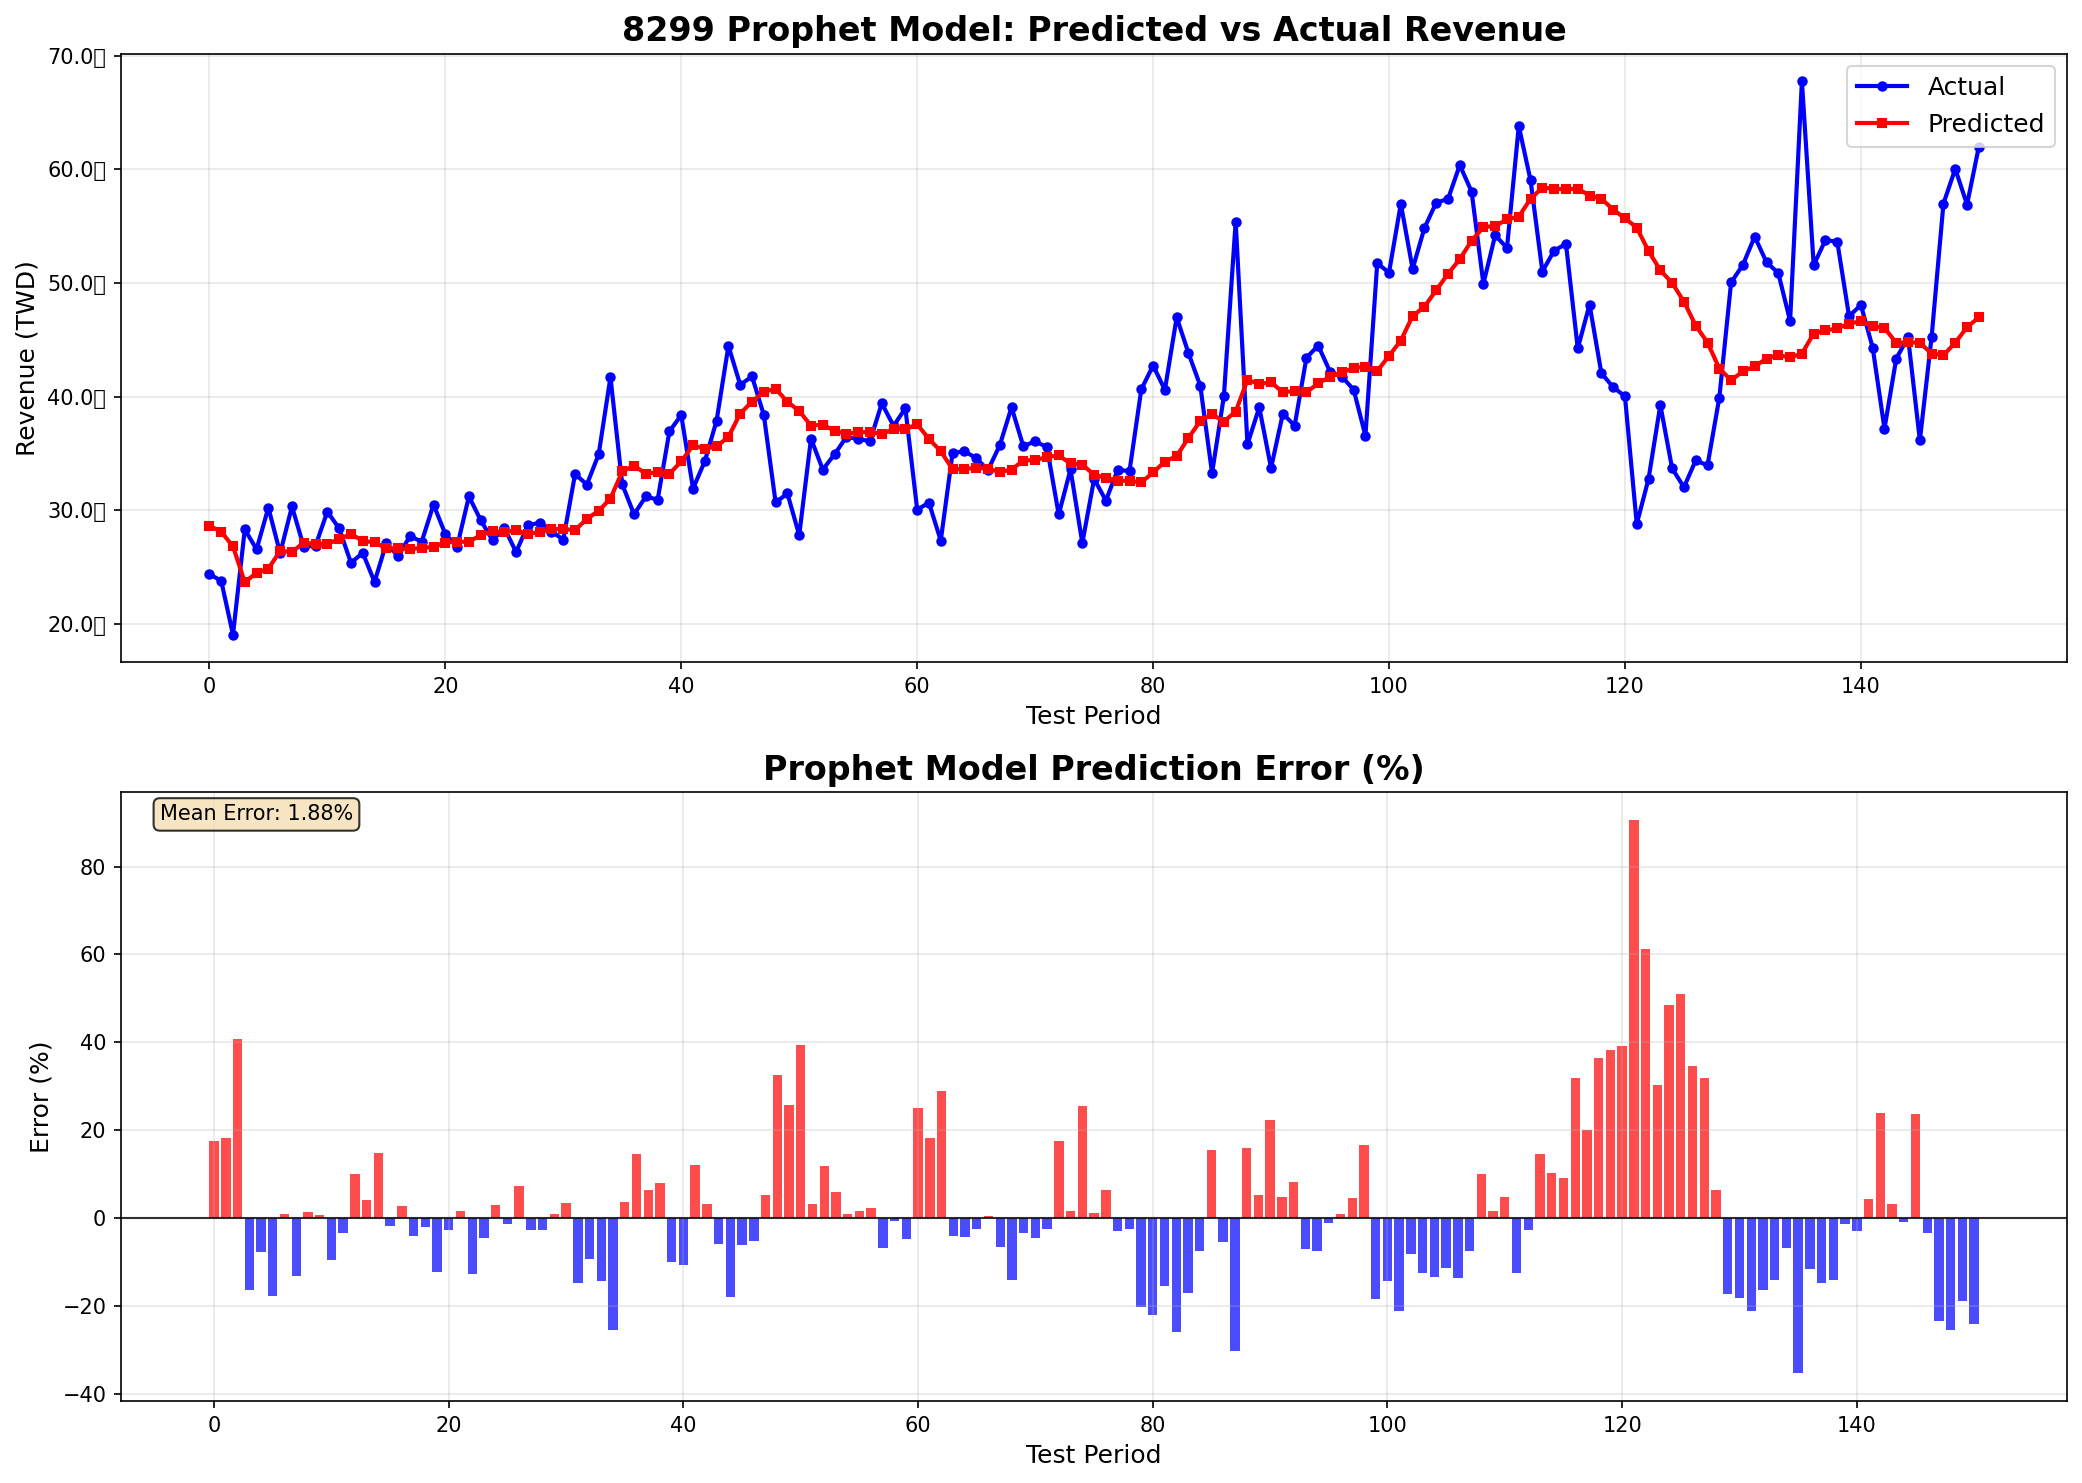 8299 Prophet Model: Predicted vs Actual Revenue
70.0
60.0
50.0
40.0
30.0
20.0
Revenue (TWD)
Actual
Predicted
0 20 40 60 80 100 120 140
Test Period
Prophet Model Prediction Error (%)
Mean Error: 1.88%
80
60
40
20
0
−20
−40
Error (%)
0 20 40 60 80 100 120 140
Test Period